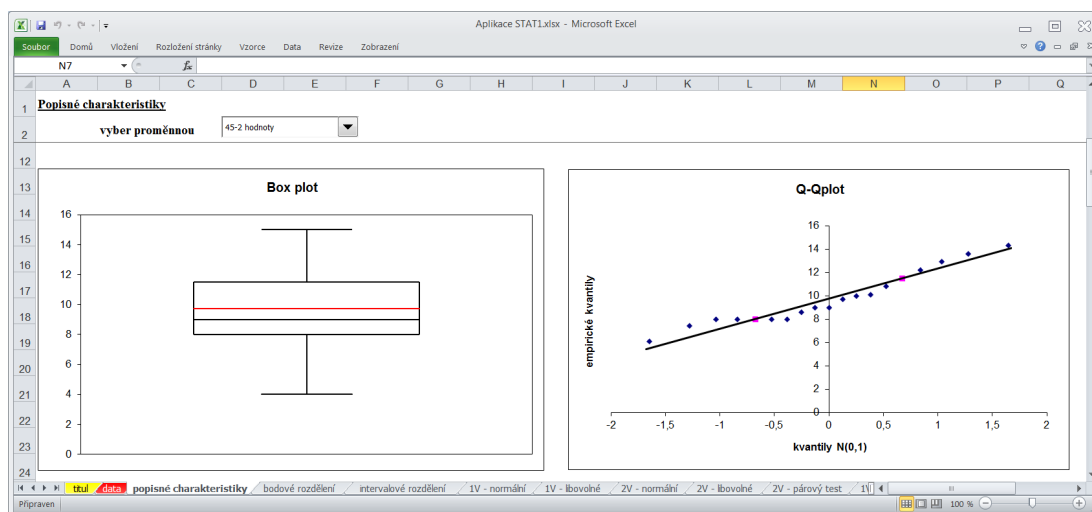 Aplikace STAT1.xlsx - Microsoft Excel
Soubor Domů Vložení Rozložení stránky Vzorce Data Revize Zobrazení
N7 fx
A B C D E F G H I J K L M N O P Q
1 Popisné charakteristiky
2 vyber proměnnou 45-2 hodnoty
12
13
14
15
16
17
18
19
20
21
22
23
24
Box plot
16
14
12
10
8
6
4
2
0
Q-Qplot
empirické kvantily
16
14
12
10
8
6
4
2
0
-2 -1,5 -1 -0,5 0 0,5 1 1,5 2
kvantily N(0,1)
titul data popisné charakteristiky bodové rozdělení intervalové rozdělení 1V - normální 1V - libovolné 2V - normální 2V - libovolné 2V - párový test
Připraven 100 %